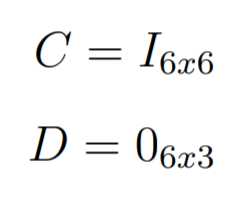 C = I6x6
D = 06x3